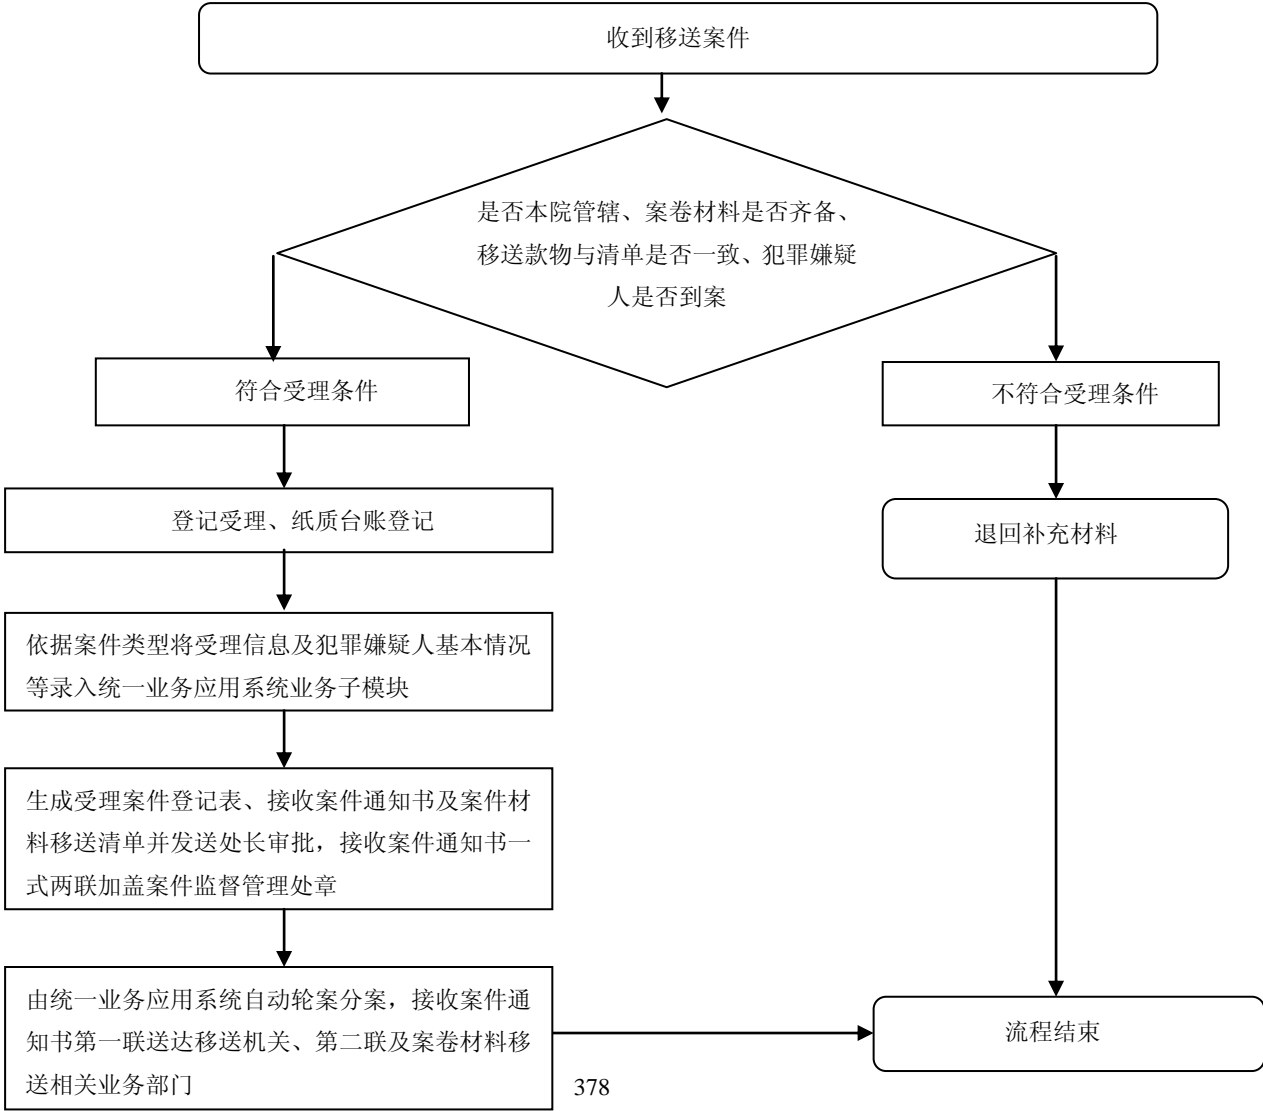 收到移送案件
是否本院管辖、案卷材料是否齐备、
移送款物与清单是否一致、犯罪嫌疑
人是否到案
符合受理条件
不符合受理条件
登记受理、纸质台账登记
退回补充材料
依据案件类型将受理信息及犯罪嫌疑人基本情况
等录入统一业务应用系统业务子模块
生成受理案件登记表、接收案件通知书及案件材
料移送清单并发送处长审批，接收案件通知书一
式两联加盖案件监督管理处章
由统一业务应用系统自动轮案分案，接收案件通
知书第一联送达移送机关、第二联及案卷材料移
送相关业务部门
流程结束
378